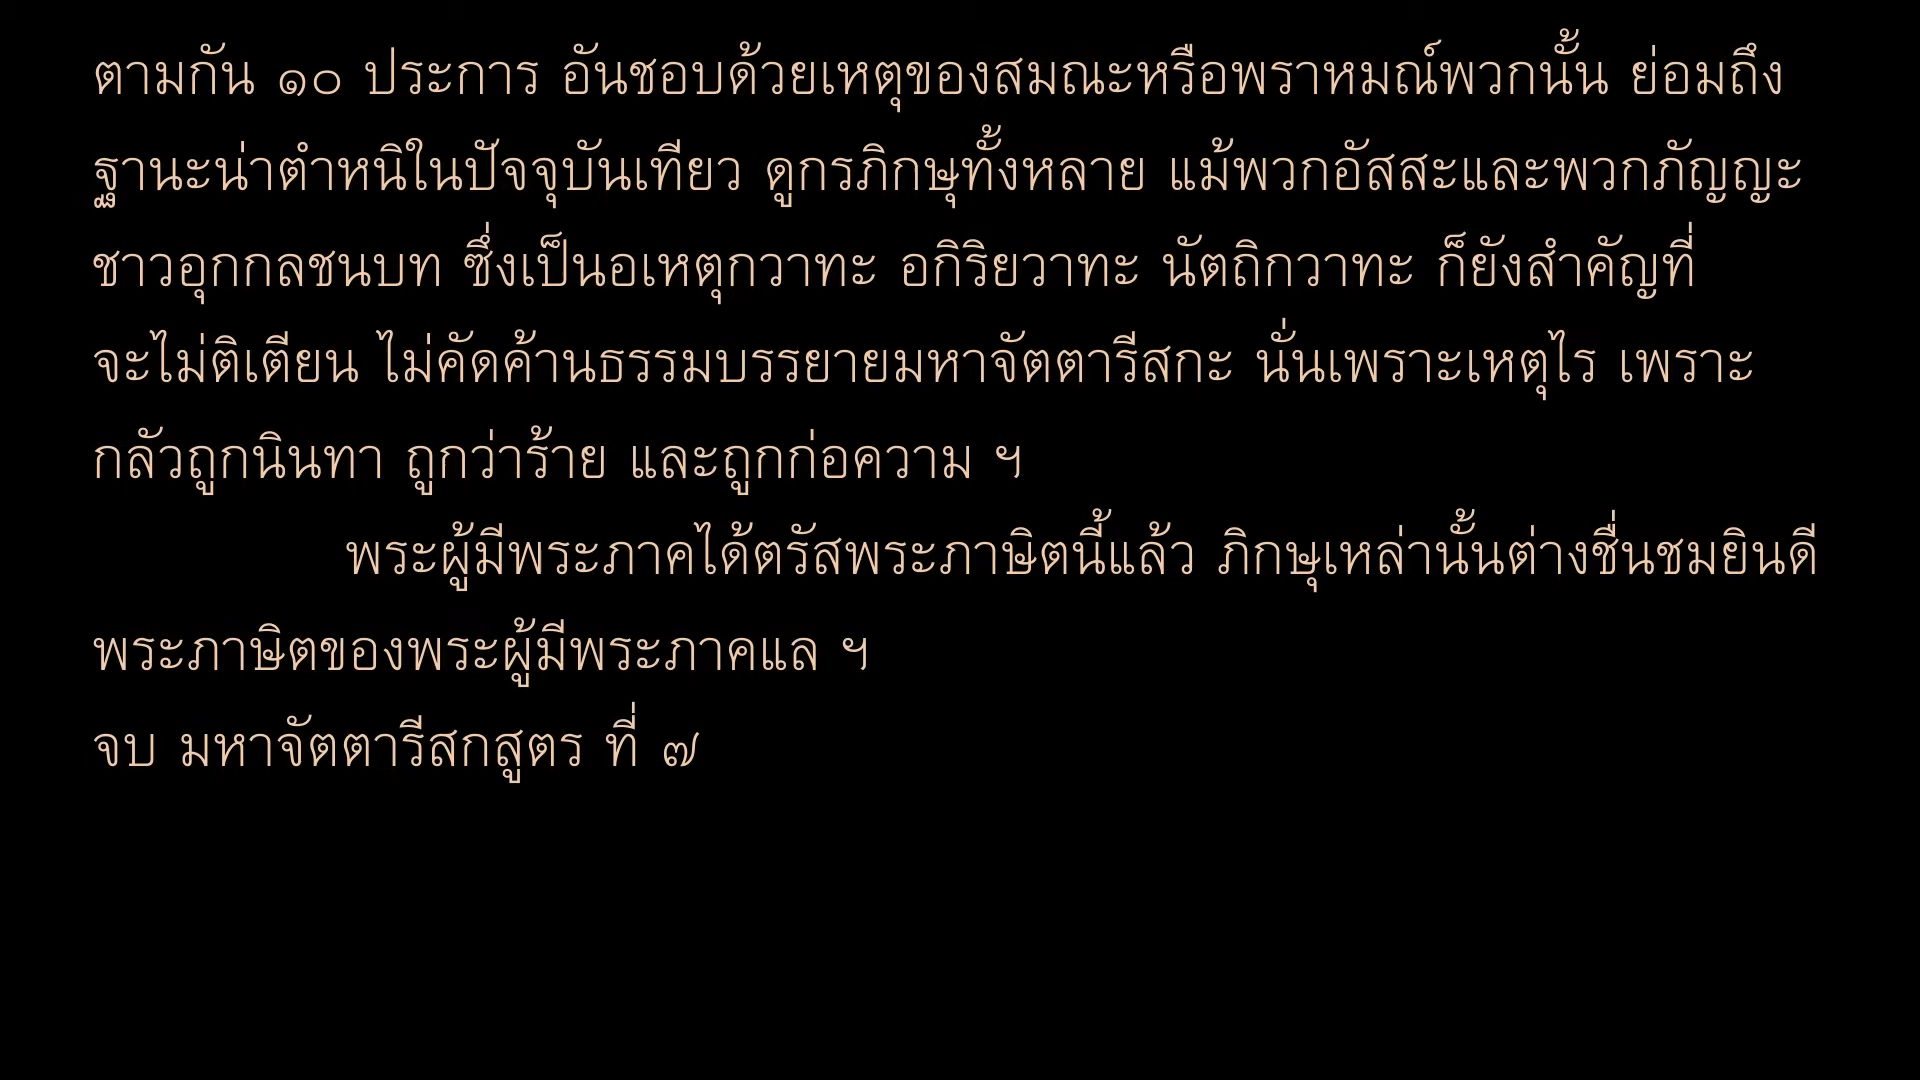 ตามกัน ๑๐ ประการ อันชอบด้วยเหตุของสมณะหรือพราหมณ์พวกนั้น ย่อมถึง
ฐานะน่าตำหนิในปัจจุบันเทียว ดูกรภิกษุทั้งหลาย แม้พวกอัสสะและพวกภัญญะ
ชาวอุกกลชนบท ซึ่งเป็นอเหตุกวาทะ อกิริยวาทะ นัตถิกวาทะ ก็ยังสำคัญที่
จะไม่ติเตียน ไม่คัดค้านธรรมบรรยายมหาจัตตารีสกะ นั่นเพราะเหตุไร เพราะ
กลัวถูกนินทา ถูกว่าร้าย และถูกก่อความ ฯ
พระผู้มีพระภาคได้ตรัสพระภาษิตนี้แล้ว ภิกษุเหล่านั้นต่างชื่นชมยินดี
พระภาษิตของพระผู้มีพระภาคแล ฯ
จบ มหาจัตตารีสกสูตร ที่ ๗